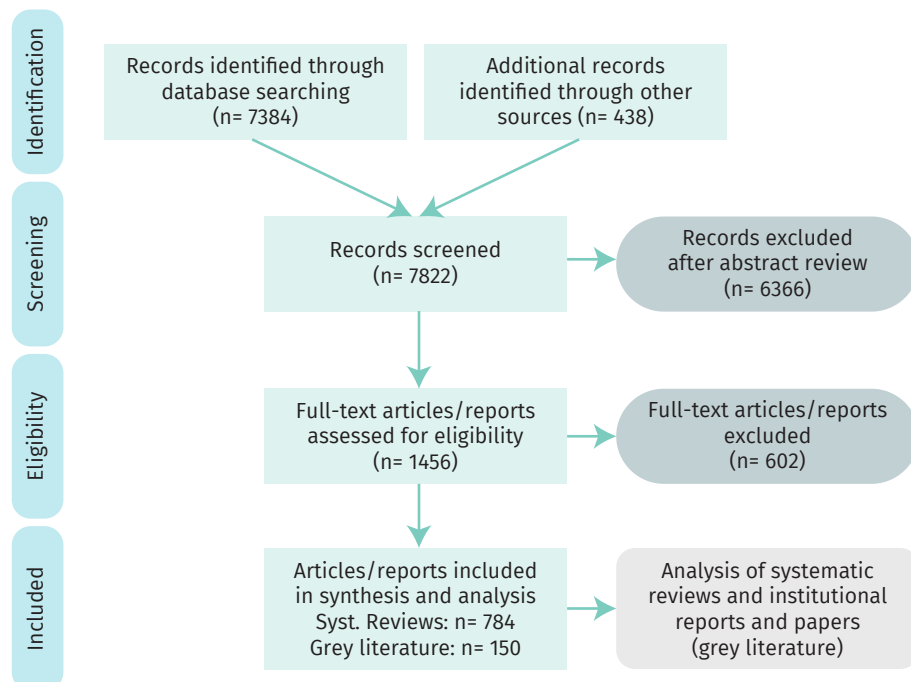 Identification
Records identified through
database searching
(n= 7384)
Additional records
identified through other
sources (n= 438)
Screening
Records screened
(n= 7822)
Records excluded
after abstract review
(n= 6366)
Eligibility
Full-text articles/reports
assessed for eligibility
(n= 1456)
Full-text articles/reports
excluded
(n= 602)
Included
Articles/reports included
in synthesis and analysis
Syst. Reviews: n= 784
Grey literature: n= 150
Analysis of systematic
reviews and institutional
reports and papers
(grey literature)